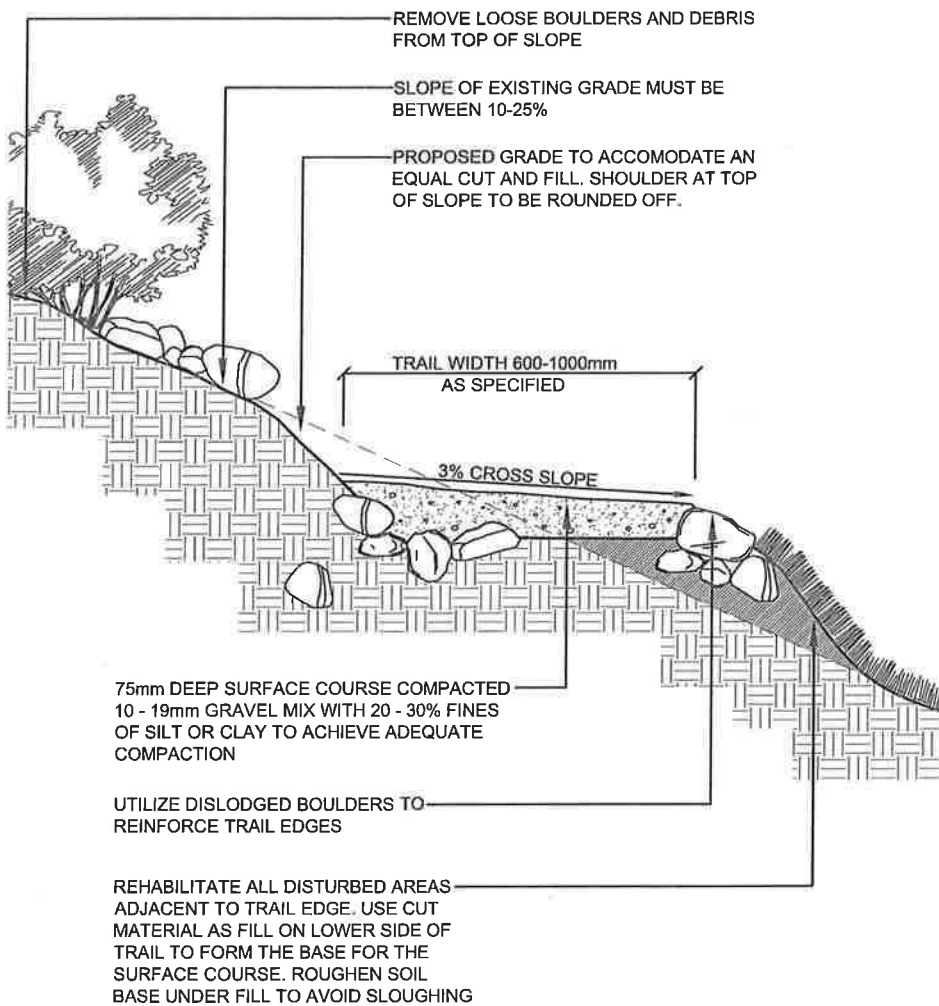 REMOVE LOOSE BOULDERS AND DEBRIS
FROM TOP OF SLOPE
SLOPE OF EXISTING GRADE MUST BE
BETWEEN 10-25%
PROPOSED GRADE TO ACCOMODATE AN
EQUAL CUT AND FILL. SHOULDER AT TOP
OF SLOPE TO BE ROUNDED OFF.
TRAIL WIDTH 600-1000mm
AS SPECIFIED
3% CROSS SLOPE
75mm DEEP SURFACE COURSE COMPACTED
10 - 19mm GRAVEL MIX WITH 20 - 30% FINES
OF SILT OR CLAY TO ACHIEVE ADEQUATE
COMPACTION
UTILIZE DISLODGED BOULDERS TO
REINFORCE TRAIL EDGES
REHABILITATE ALL DISTURBED AREAS
ADJACENT TO TRAIL EDGE. USE CUT
MATERIAL AS FILL ON LOWER SIDE OF
TRAIL TO FORM THE BASE FOR THE
SURFACE COURSE. ROUGHEN SOIL
BASE UNDER FILL TO AVOID SLOUGHING